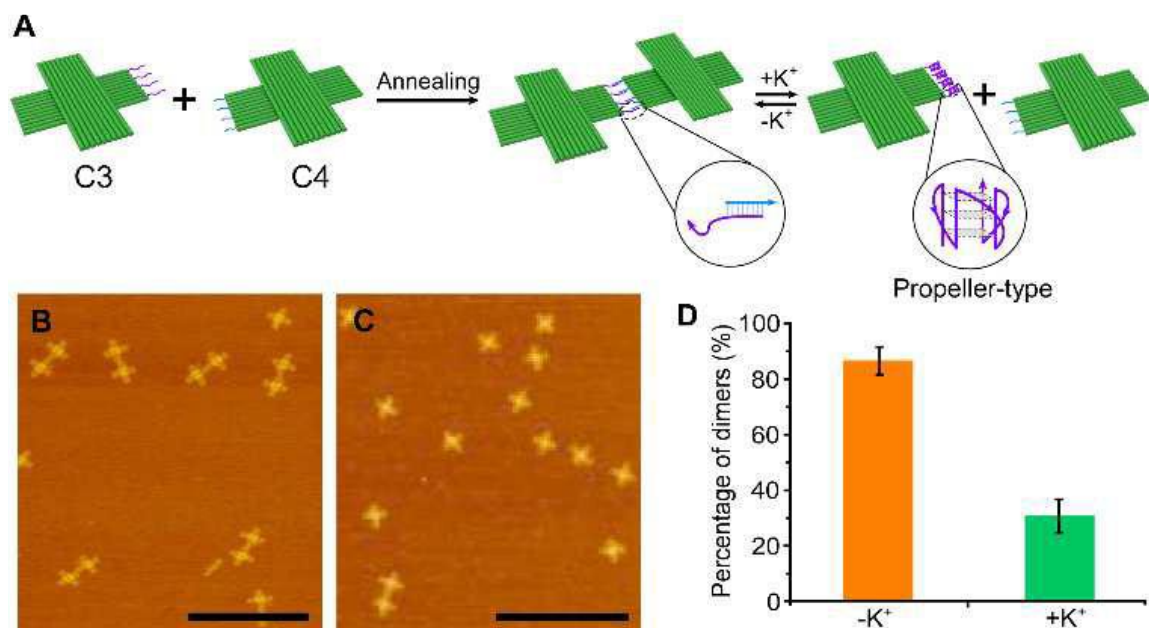 A
C3
+
C4
Annealing
+K⁺
-K⁺
+
Propeller-type
B
C
D
Percentage of dimers (%)
100
80
60
40
20
0
-K⁺
+K⁺